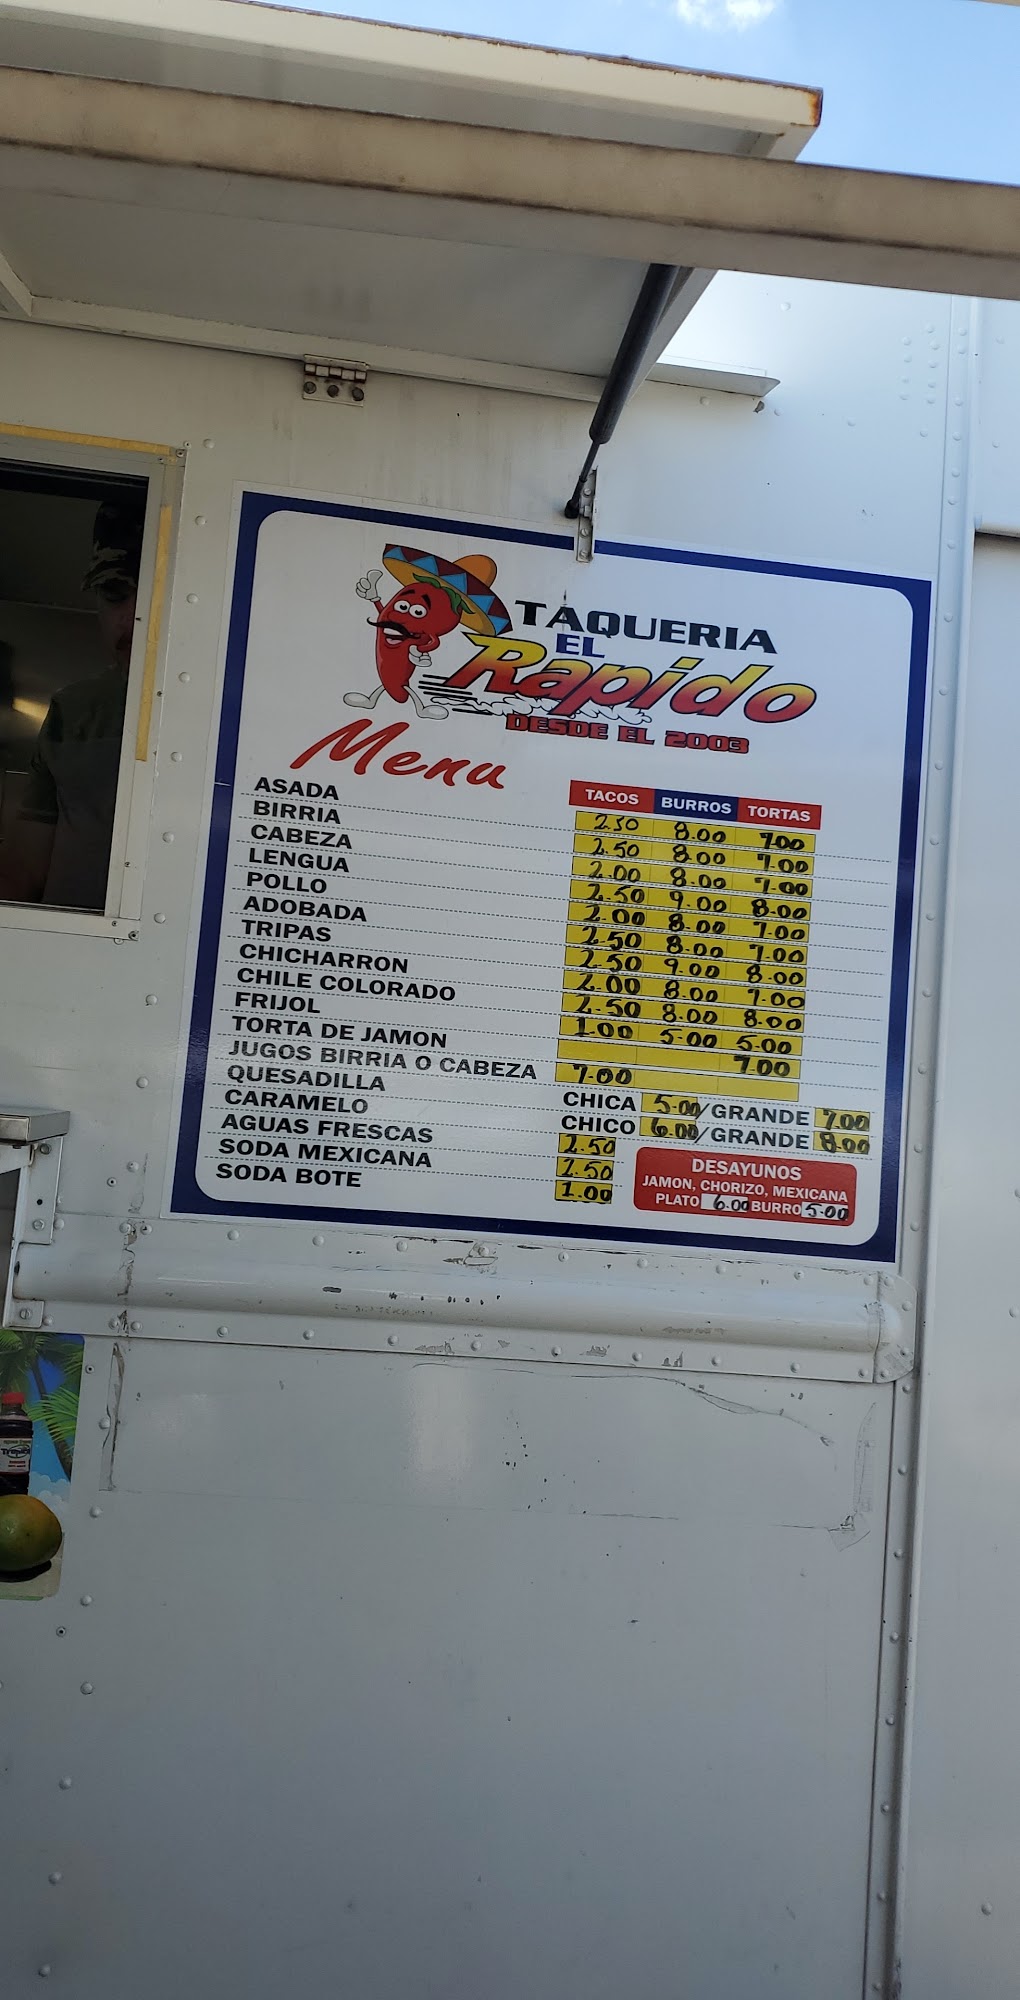 TAQUERIA
EL
Rapido
DESDE EL 2003
Menu
TACOS BURROS TORTAS
ASADA 2.50 8.00 7.00
BIRRIA 2.50 8.00 7.00
CABEZA 2.00 8.00 7.00
LENGUA 2.50 9.00 8.00
POLLO 2.00 8.00 7.00
ADOBADA 2.50 8.00 7.00
TRIPAS 2.50 9.00 8.00
CHICHARRON 2.00 8.00 7.00
CHILE COLORADO 2.50 8.00 8.00
FRIJOL 1.00 5.00 5.00
TORTA DE JAMON 7.00
JUGOS BIRRIA O CABEZA 7.00
QUESADILLA CHICA 5.00/GRANDE 7.00
CARAMELO CHICO 6.00/GRANDE 8.00
AGUAS FRESCAS 2.50
SODA MEXICANA 2.50
SODA BOTE 1.00
DESAYUNOS
JAMON, CHORIZO, MEXICANA
PLATO 6.00 BURRO 5.00